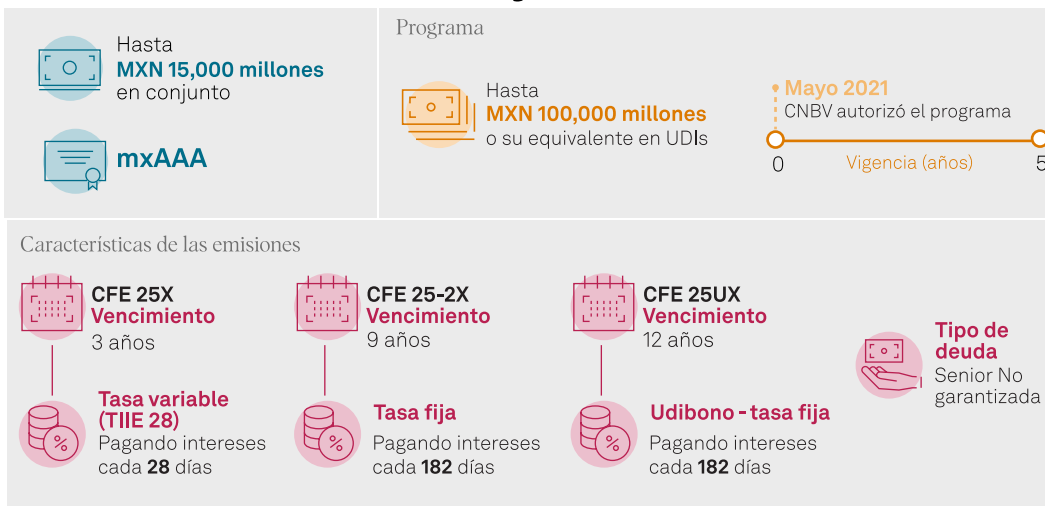 Hasta
MXN 15,000 millones
en conjunto
mxAAA
Programa
Hasta
MXN 100,000 millones
o su equivalente en UDIs
Mayo 2021
CNBV autorizó el programa
0
Vigencia (años)
5
Características de las emisiones
CFE 25X
Vencimiento
3 años
Tasa variable
(TIIE 28)
Pagando intereses
cada 28 días
CFE 25-2X
Vencimiento
9 años
Tasa fija
Pagando intereses
cada 182 días
CFE 25UX
Vencimiento
12 años
Udibono - tasa fija
Pagando intereses
cada 182 días
Tipo de
deuda
Senior No
garantizada